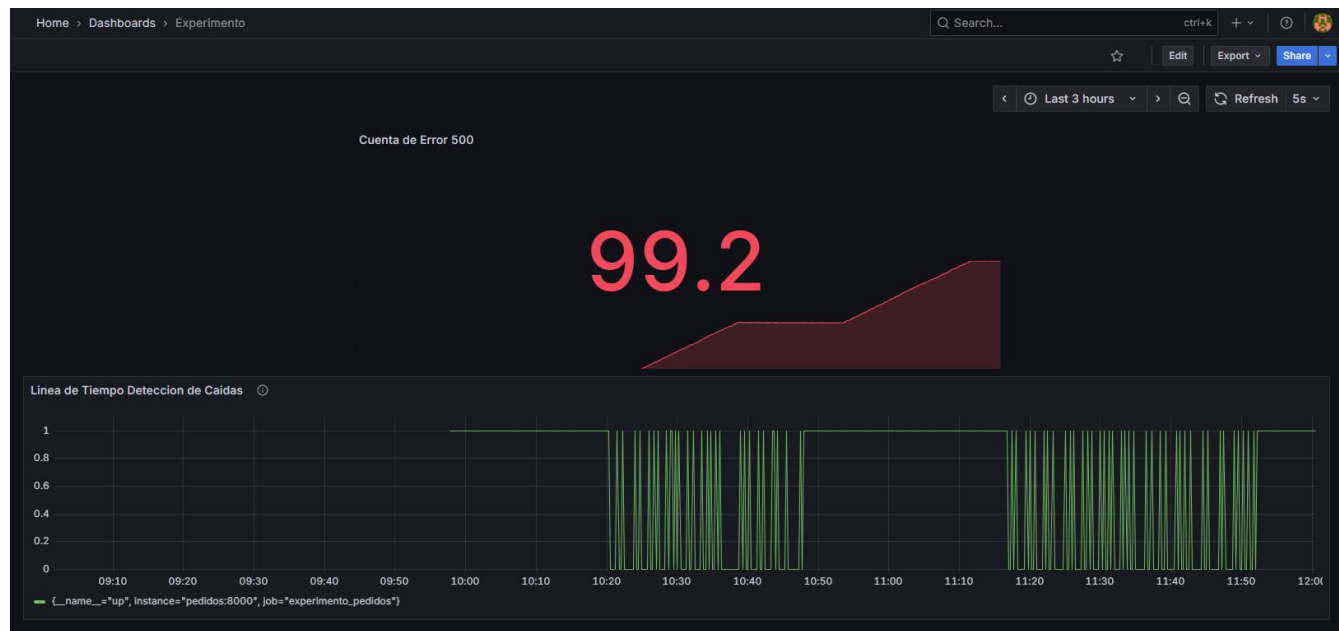 Home › Dashboards › Experimento
Search... ctrl+k
Edit Export Share
Last 3 hours Refresh 5s
Cuenta de Error 500
99.2
Linea de Tiempo Deteccion de Caidas
1
0.8
0.6
0.4
0.2
0
09:10 09:20 09:30 09:40 09:50 10:00 10:10 10:20 10:30 10:40 10:50 11:00 11:10 11:20 11:30 11:40 11:50 12:00
{__name__="up", instance="pedidos:8000", job="experimento_pedidos"}